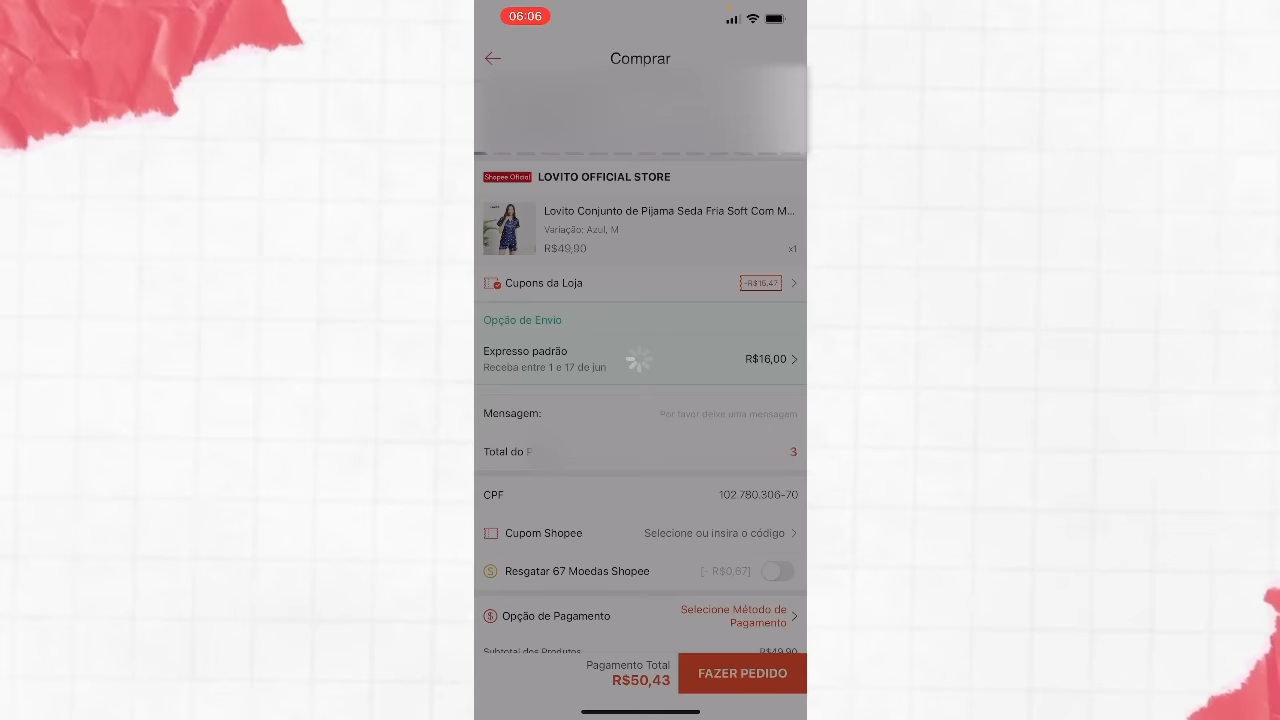 06:06
Comprar
Shopee Oficial LOVITO OFFICIAL STORE
Lovito Conjunto de Pijama Seda Fria Soft Com M...
Variação: Azul, M
R$49,90 x1
Cupons da Loja -R$15,47
Opção de Envio
Expresso padrão R$16,00
Receba entre 1 e 17 de jun
Mensagem: Por favor deixe uma mensagem
Total do 3
CPF 102.780.306-70
Cupom Shopee Selecione ou insira o código
Resgatar 67 Moedas Shopee [- R$0,67]
Opção de Pagamento Selecione Método de Pagamento
Subtotal dos Produtos R$49,90
Pagamento Total
R$50,43
FAZER PEDIDO